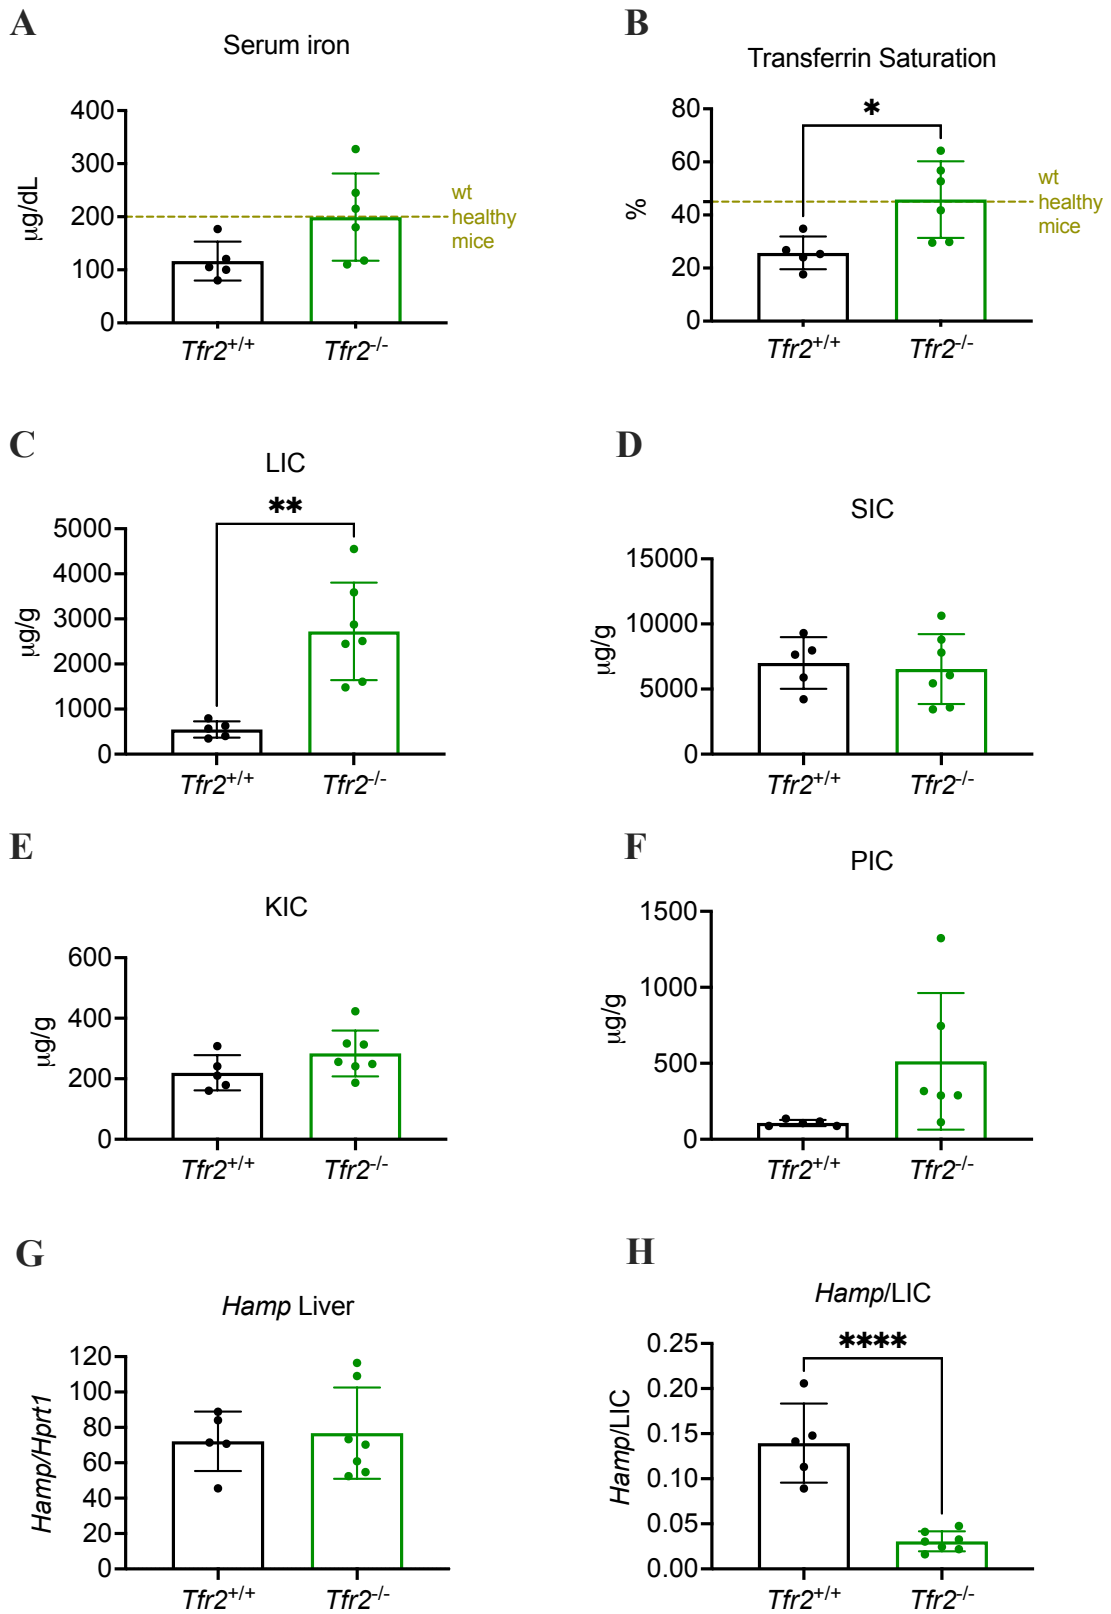 A
Serum iron
400
300
200
100
0
µg/dL
wt
healthy
mice
Tfr2+/+
Tfr2-/-
B
Transferrin Saturation
*
80
60
40
20
0
%
wt
healthy
mice
Tfr2+/+
Tfr2-/-
C
LIC
**
5000
4000
3000
2000
1000
0
µg/g
Tfr2+/+
Tfr2-/-
D
SIC
15000
10000
5000
0
µg/g
Tfr2+/+
Tfr2-/-
E
KIC
600
400
200
0
µg/g
Tfr2+/+
Tfr2-/-
F
PIC
1500
1000
500
0
µg/g
Tfr2+/+
Tfr2-/-
G
Hamp Liver
120
100
80
60
40
20
0
Hamp/Hprt1
Tfr2+/+
Tfr2-/-
H
Hamp/LIC
****
0.25
0.20
0.15
0.10
0.05
0.00
Hamp/LIC
Tfr2+/+
Tfr2-/-